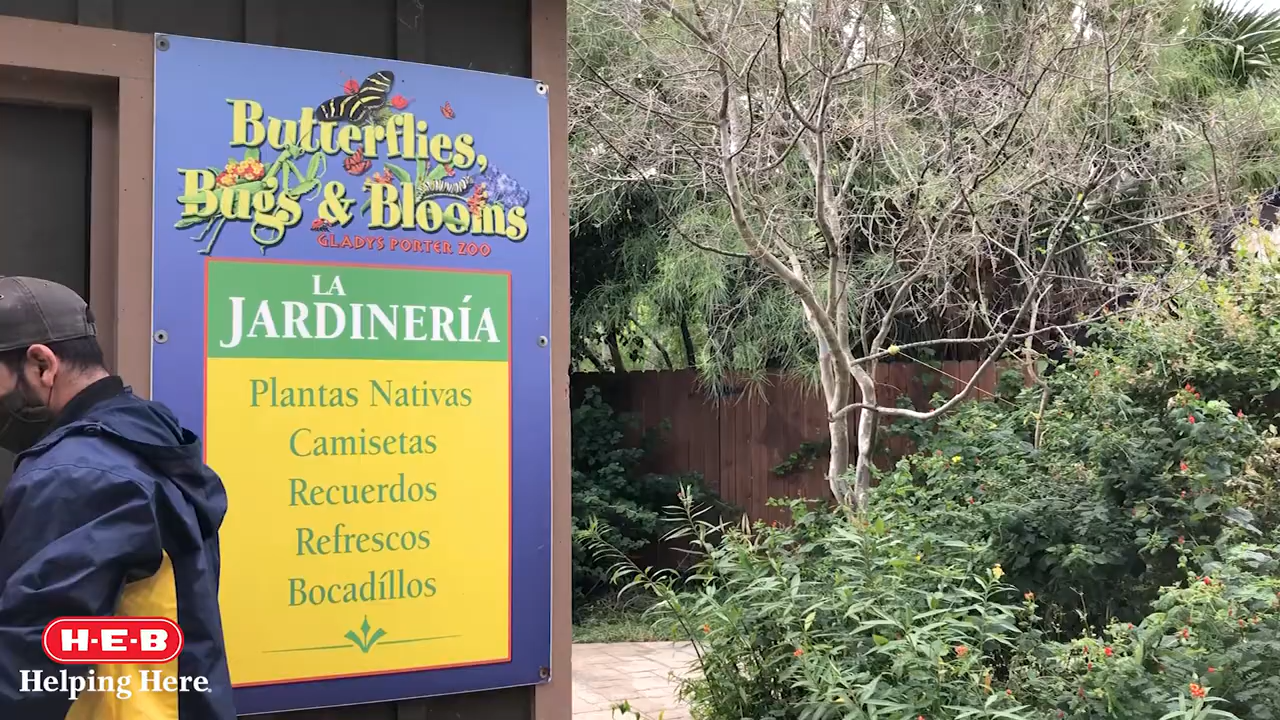 Butterflies,
Bugs & Blooms
GLADYS PORTER ZOO
LA
JARDINERÍA
Plantas Nativas
Camisetas
Recuerdos
Refrescos
Bocadíllos
H-E-B
Helping Here.